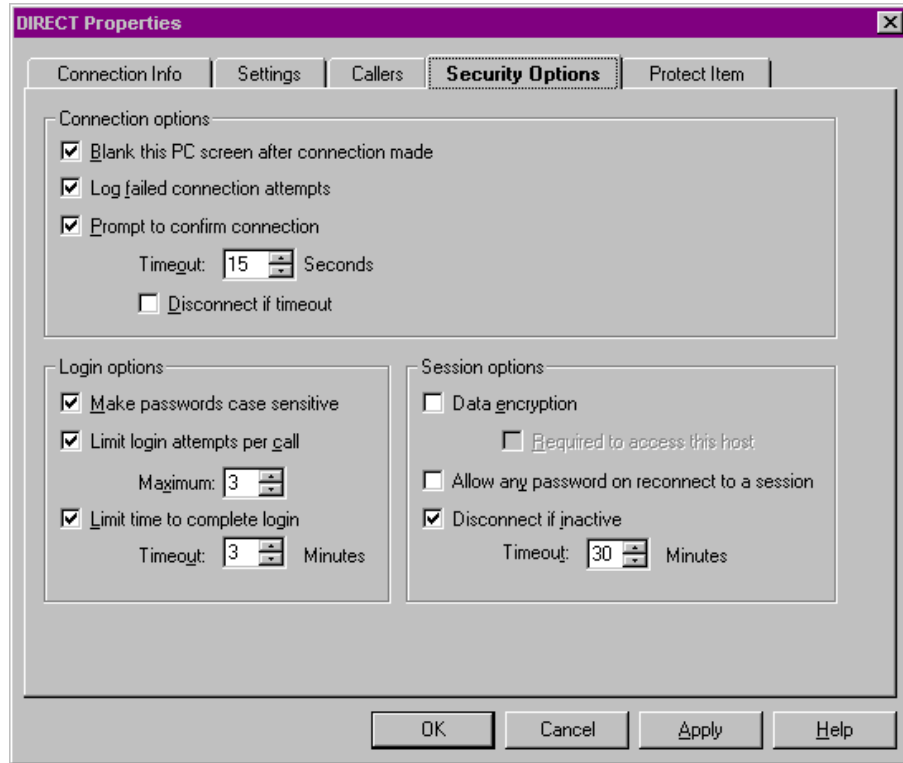 DIRECT Properties
Connection Info Settings Callers Security Options Protect Item
Connection options
Blank this PC screen after connection made
Log failed connection attempts
Prompt to confirm connection
Timeout: 15 Seconds
Disconnect if timeout
Login options
Make passwords case sensitive
Limit login attempts per call
Maximum: 3
Limit time to complete login
Timeout: 3 Minutes
Session options
Data encryption
Required to access this host
Allow any password on reconnect to a session
Disconnect if inactive
Timeout: 30 Minutes
OK Cancel Apply Help